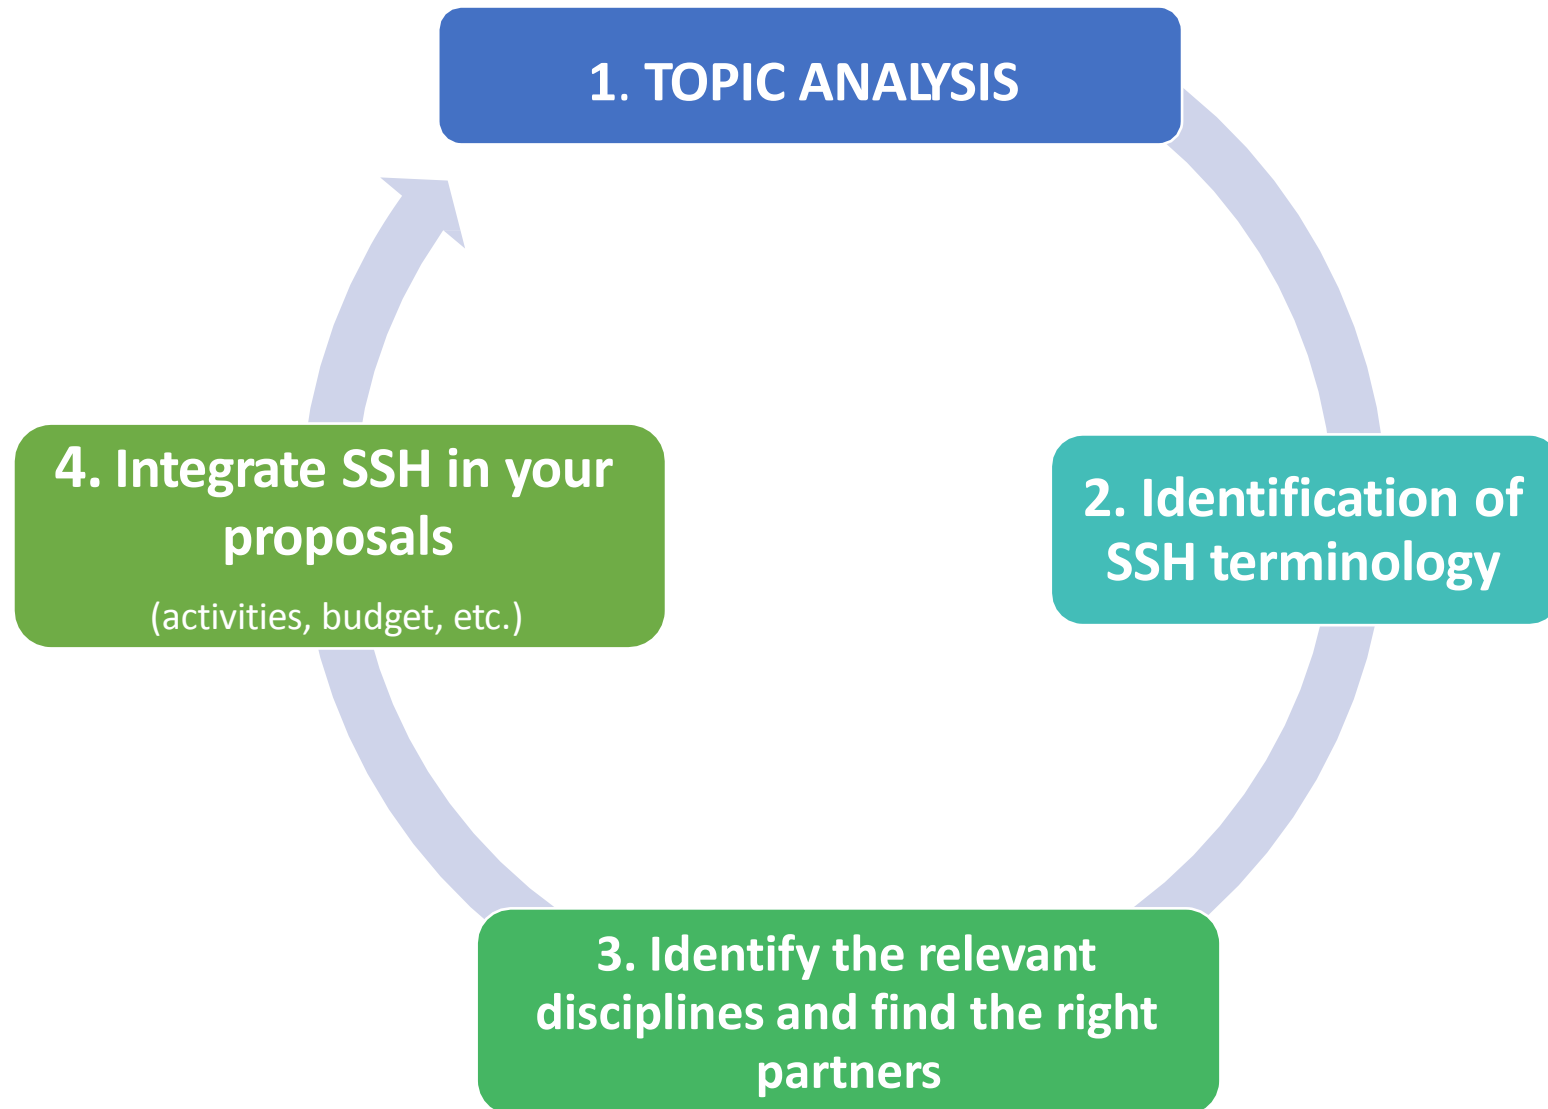 1. TOPIC ANALYSIS
2. Identification of
SSH terminology
3. Identify the relevant
disciplines and find the right
partners
4. Integrate SSH in your
proposals
(activities, budget, etc.)